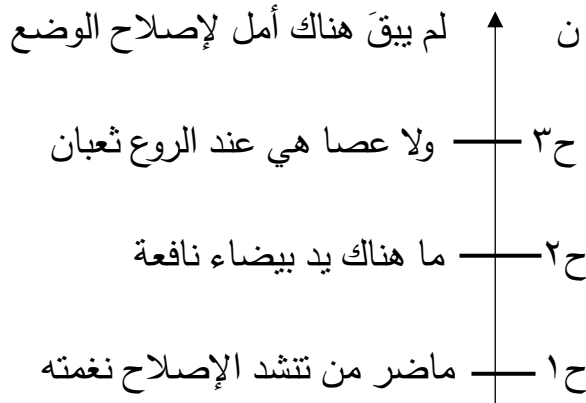 ن لم يبقَ هناك أمل لإصلاح الوضع
ح٣ ولا عصا هي عند الروع ثعبان
ح٢ ما هناك يد بيضاء نافعة
ح١ ماضر من تنشد الإصلاح نغمته